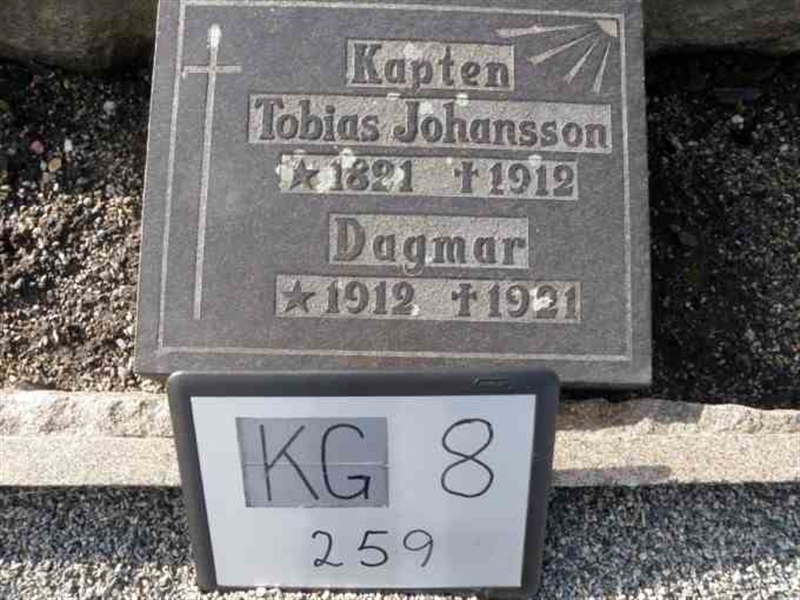 Kapten
Tobias Johansson
★1821 †1912
Dagmar
★1912 †1921
KG 8
259